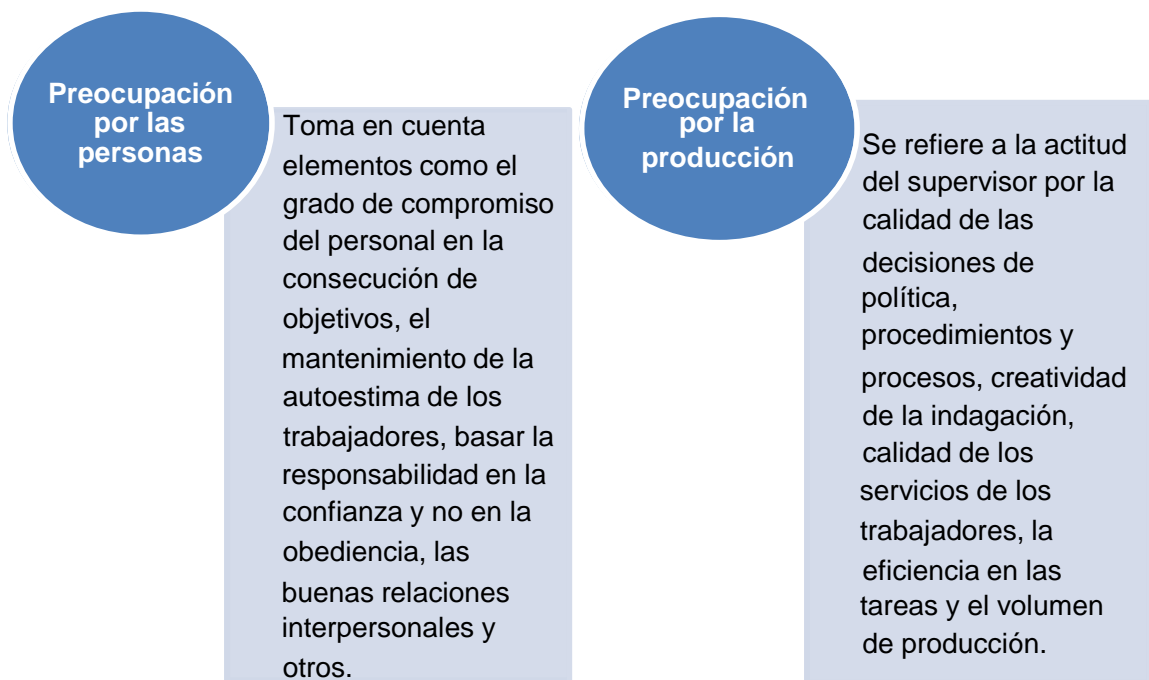 Preocupación
por las
personas
Toma en cuenta
elementos como el
grado de compromiso
del personal en la
consecución de
objetivos, el
mantenimiento de la
autoestima de los
trabajadores, basar la
responsabilidad en la
confianza y no en la
obediencia, las
buenas relaciones
interpersonales y
otros.
Preocupación
por la
producción
Se refiere a la actitud
del supervisor por la
calidad de las
decisiones de
política,
procedimientos y
procesos, creatividad
de la indagación,
calidad de los
servicios de los
trabajadores, la
eficiencia en las
tareas y el volumen
de producción.